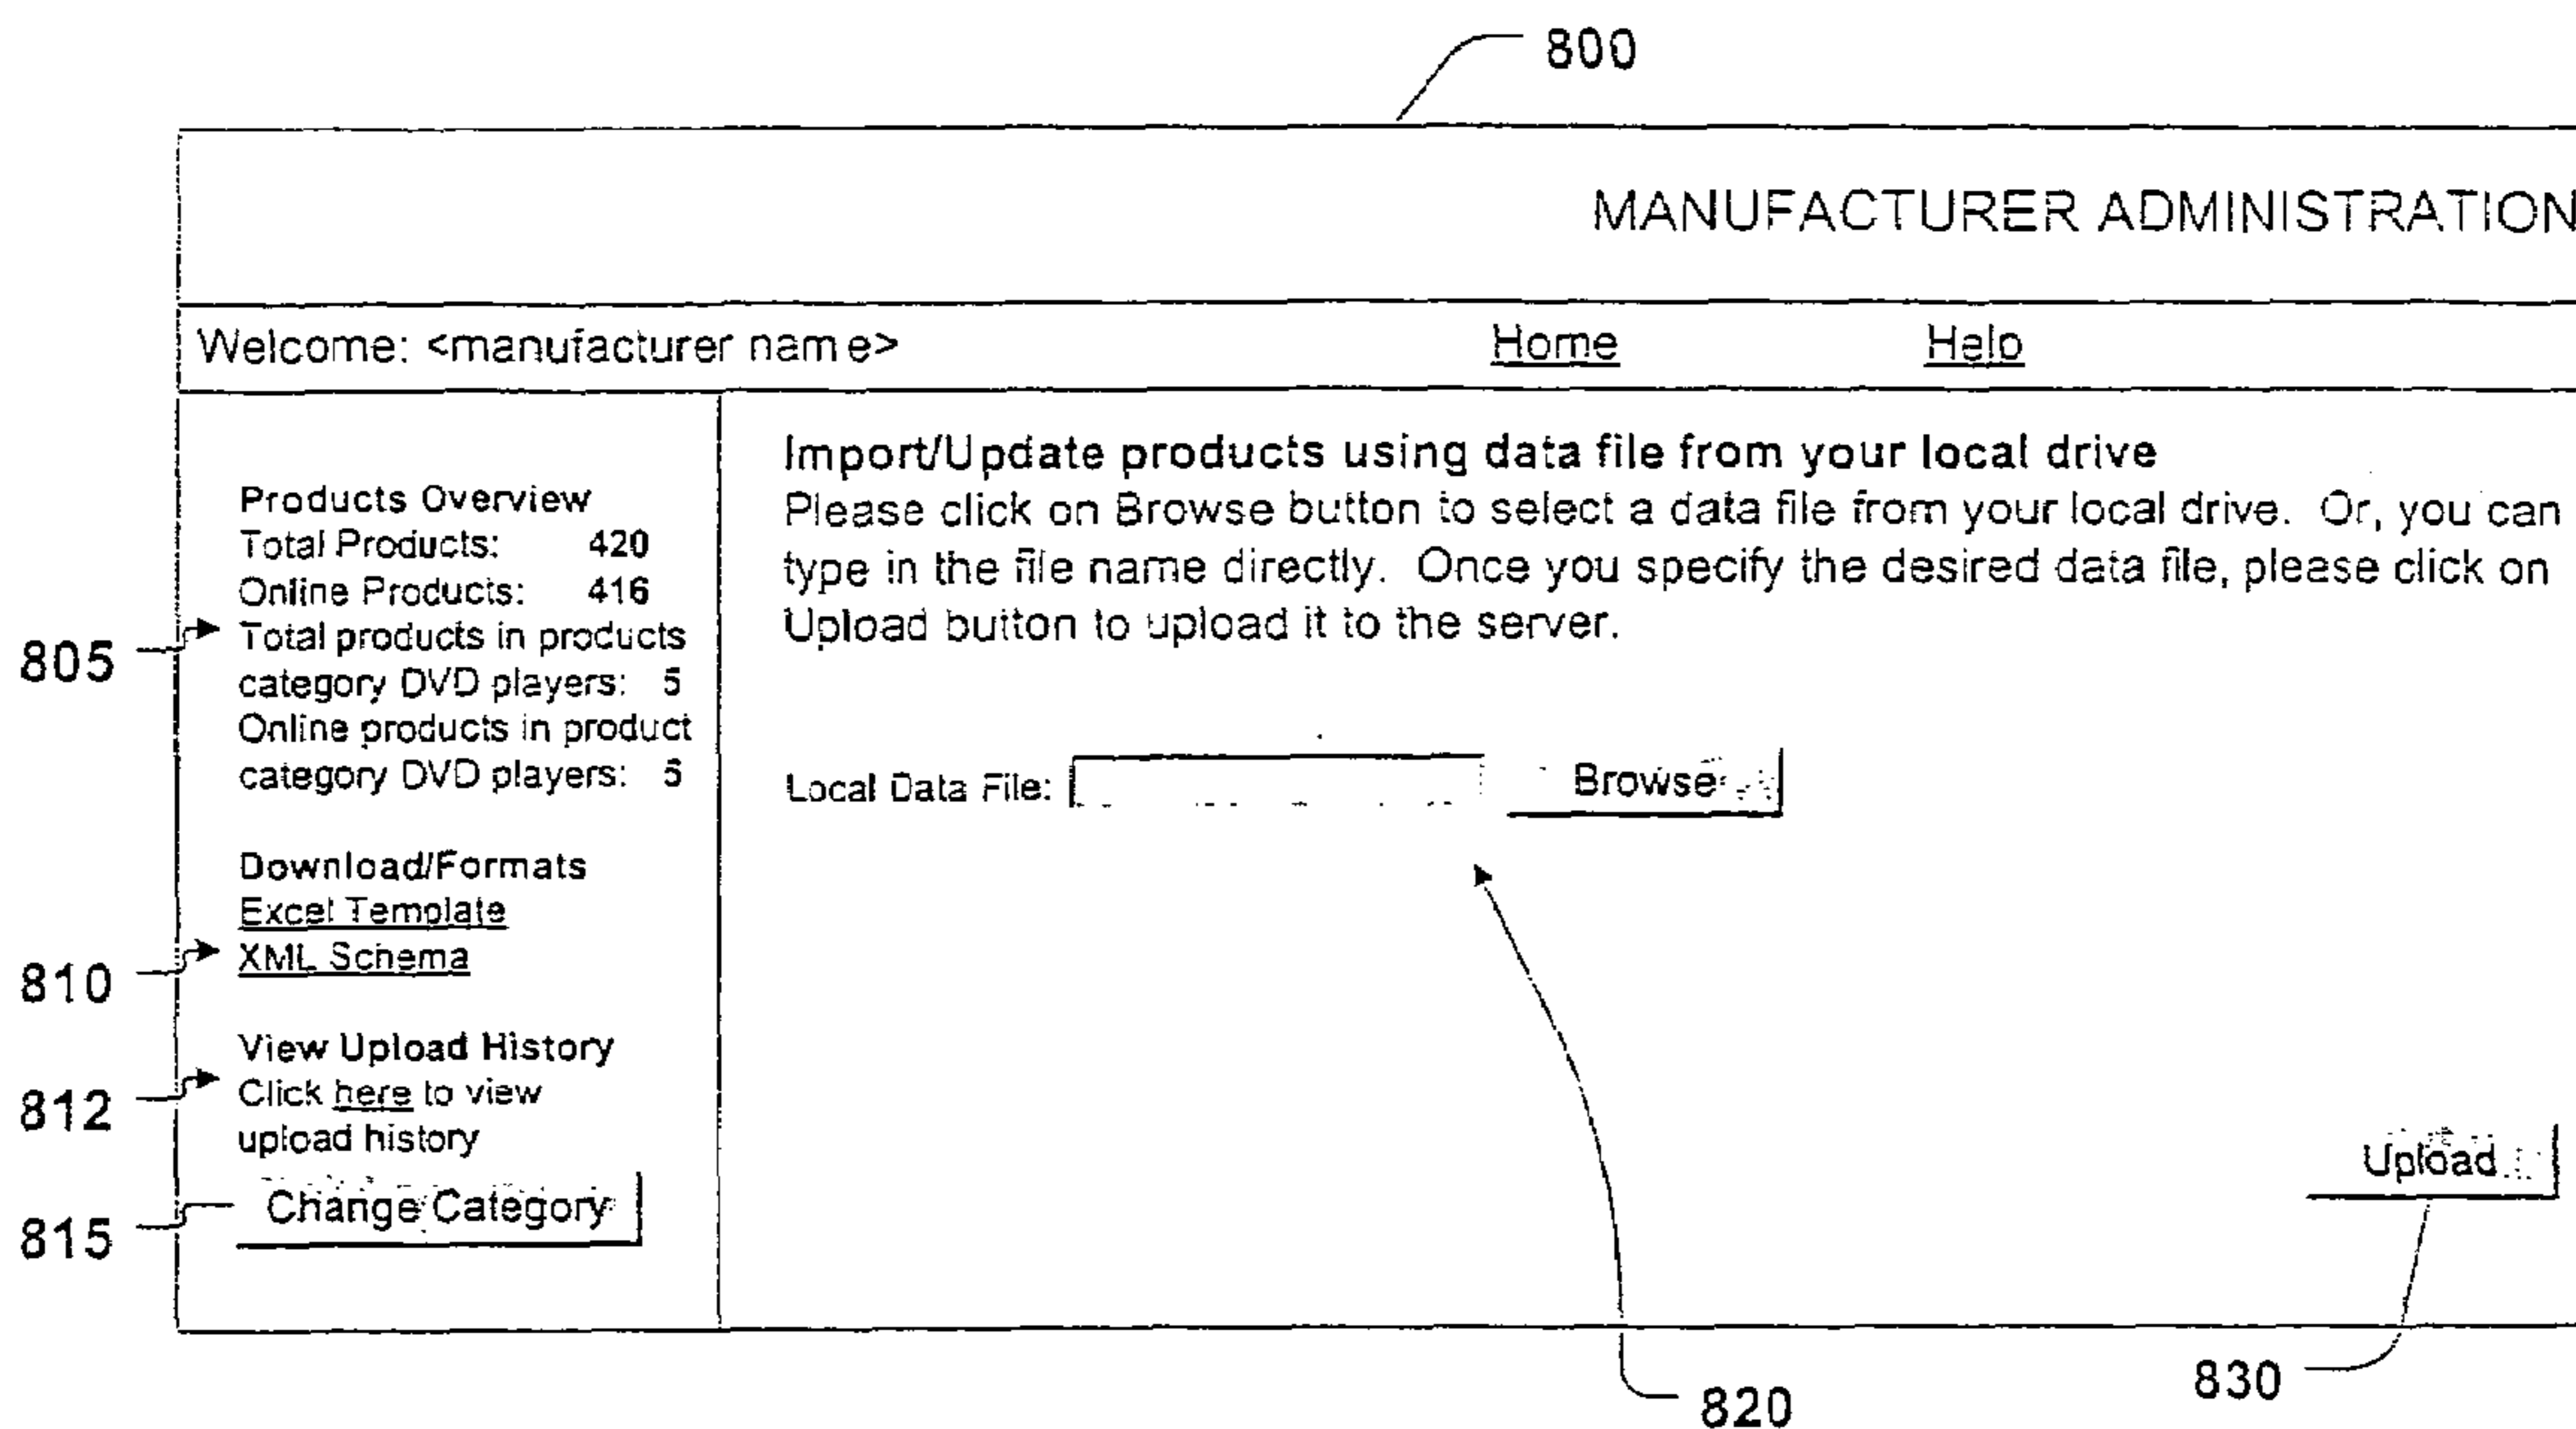 800
MANUFACTURER ADMINISTRATION
Welcome: <manufacturer name>
Home
Help
Products Overview
Total Products: 420
Online Products: 416
Total products in products
category DVD players: 5
Online products in product
category DVD players: 5
805
Download/Formats
Excel Template
XML Schema
810
View Upload History
Click here to view
upload history
812
Change Category
815
Import/Update products using data file from your local drive
Please click on Browse button to select a data file from your local drive. Or, you can
type in the file name directly. Once you specify the desired data file, please click on
Upload button to upload it to the server.
Local Data File:
Browse
Upload
820
830